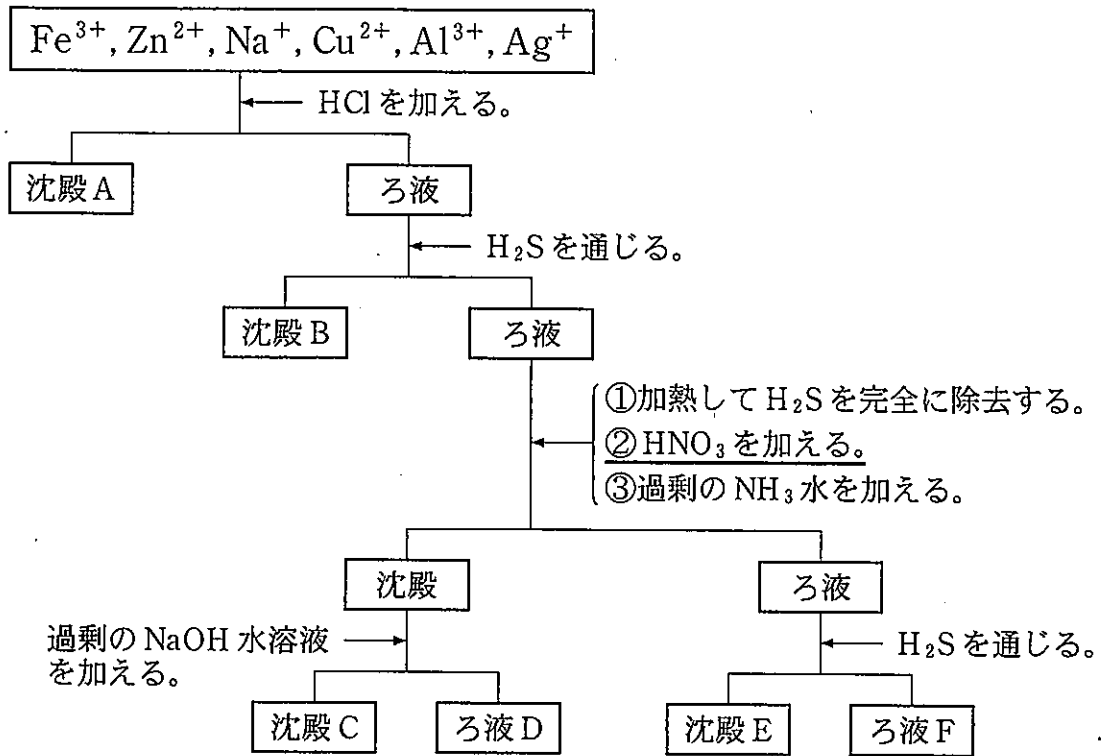 Fe³⁺, Zn²⁺, Na⁺, Cu²⁺, Al³⁺, Ag⁺
HClを加える。
沈殿A
ろ液
H₂Sを通じる。
沈殿B
ろ液
①加熱してH₂Sを完全に除去する。
②HNO₃を加える。
③過剰のNH₃水を加える。
沈殿
ろ液
過剰のNaOH水溶液
を加える。
H₂Sを通じる。
沈殿C
ろ液D
沈殿E
ろ液F